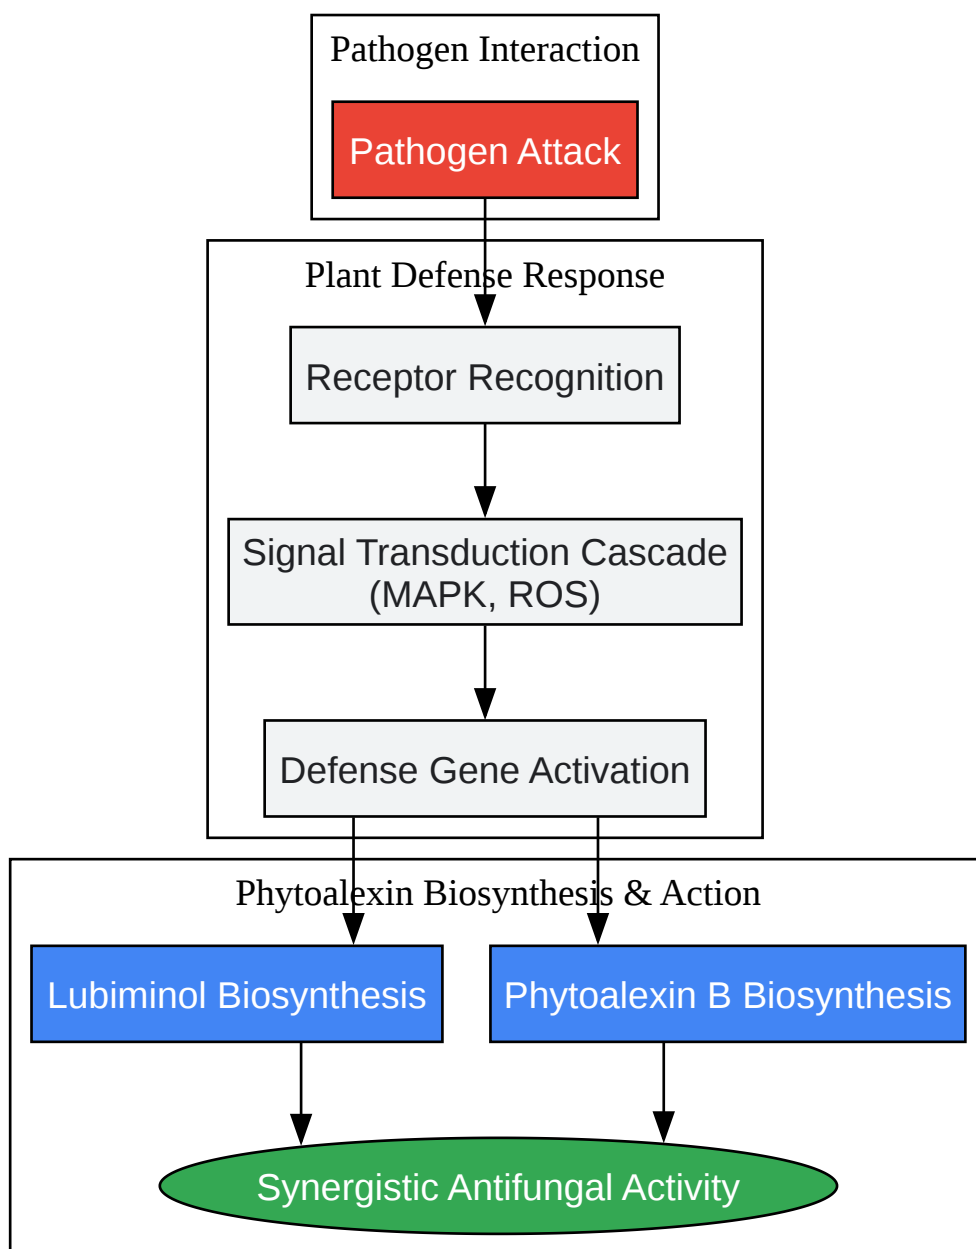 Pathogen Interaction
Pathogen Attack
Plant Defense Response
Receptor Recognition
Signal Transduction Cascade
(MAPK, ROS)
Defense Gene Activation
Phytoalexin Biosynthesis & Action
Lubiminol Biosynthesis
Phytoalexin B Biosynthesis
Synergistic Antifungal Activity